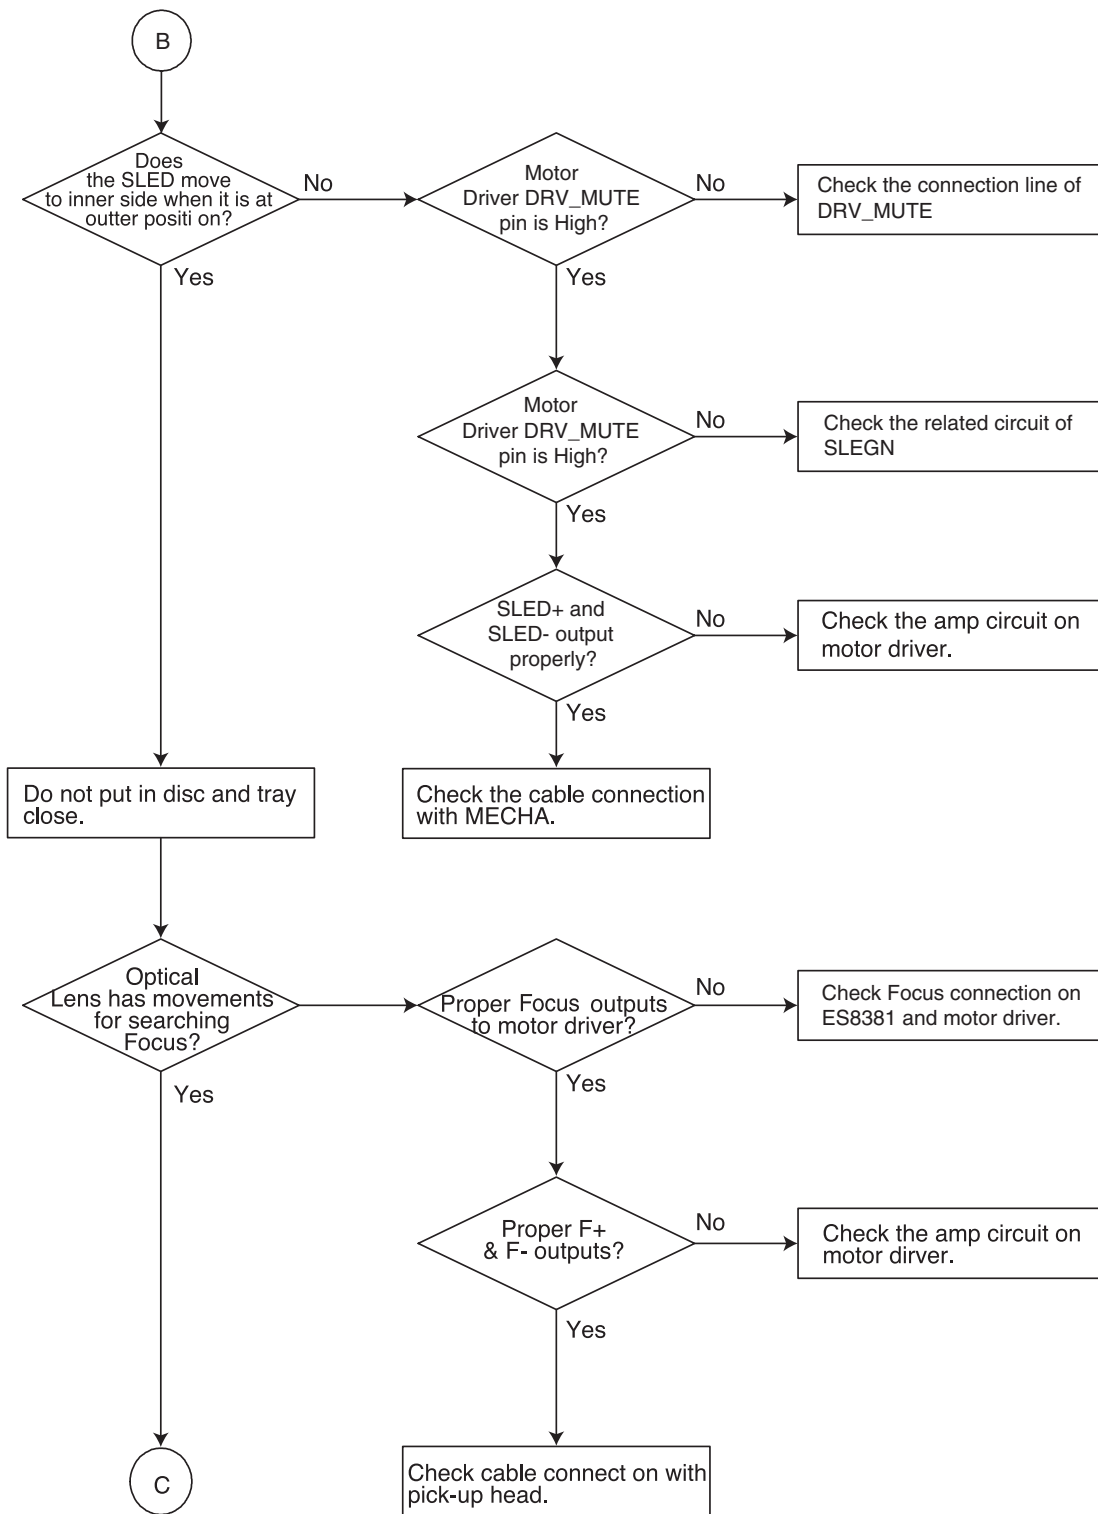 B
Does
the SLED move
to inner side when it is at
outter positi on?
No
Yes
Motor
Driver DRV_MUTE
pin is High?
No
Yes
Check the connection line of
DRV_MUTE
Motor
Driver DRV_MUTE
pin is High?
No
Yes
Check the related circuit of
SLEGN
SLED+ and
SLED- output
properly?
No
Yes
Check the amp circuit on
motor driver.
Do not put in disc and tray
close.
Check the cable connection
with MECHA.
Optical
Lens has movements
for searching
Focus?
Yes
Proper Focus outputs
to motor driver?
No
Yes
Check Focus connection on
ES8381 and motor driver.
Proper F+
& F- outputs?
No
Yes
Check the amp circuit on
motor dirver.
C
Check cable connect on with
pick-up head.